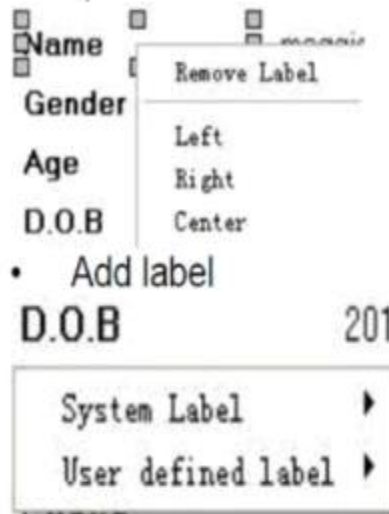 Name
Remove Label
Gender
Left
Age
Right
D.O.B
Center
• Add label
D.O.B 201
System Label
User defined label